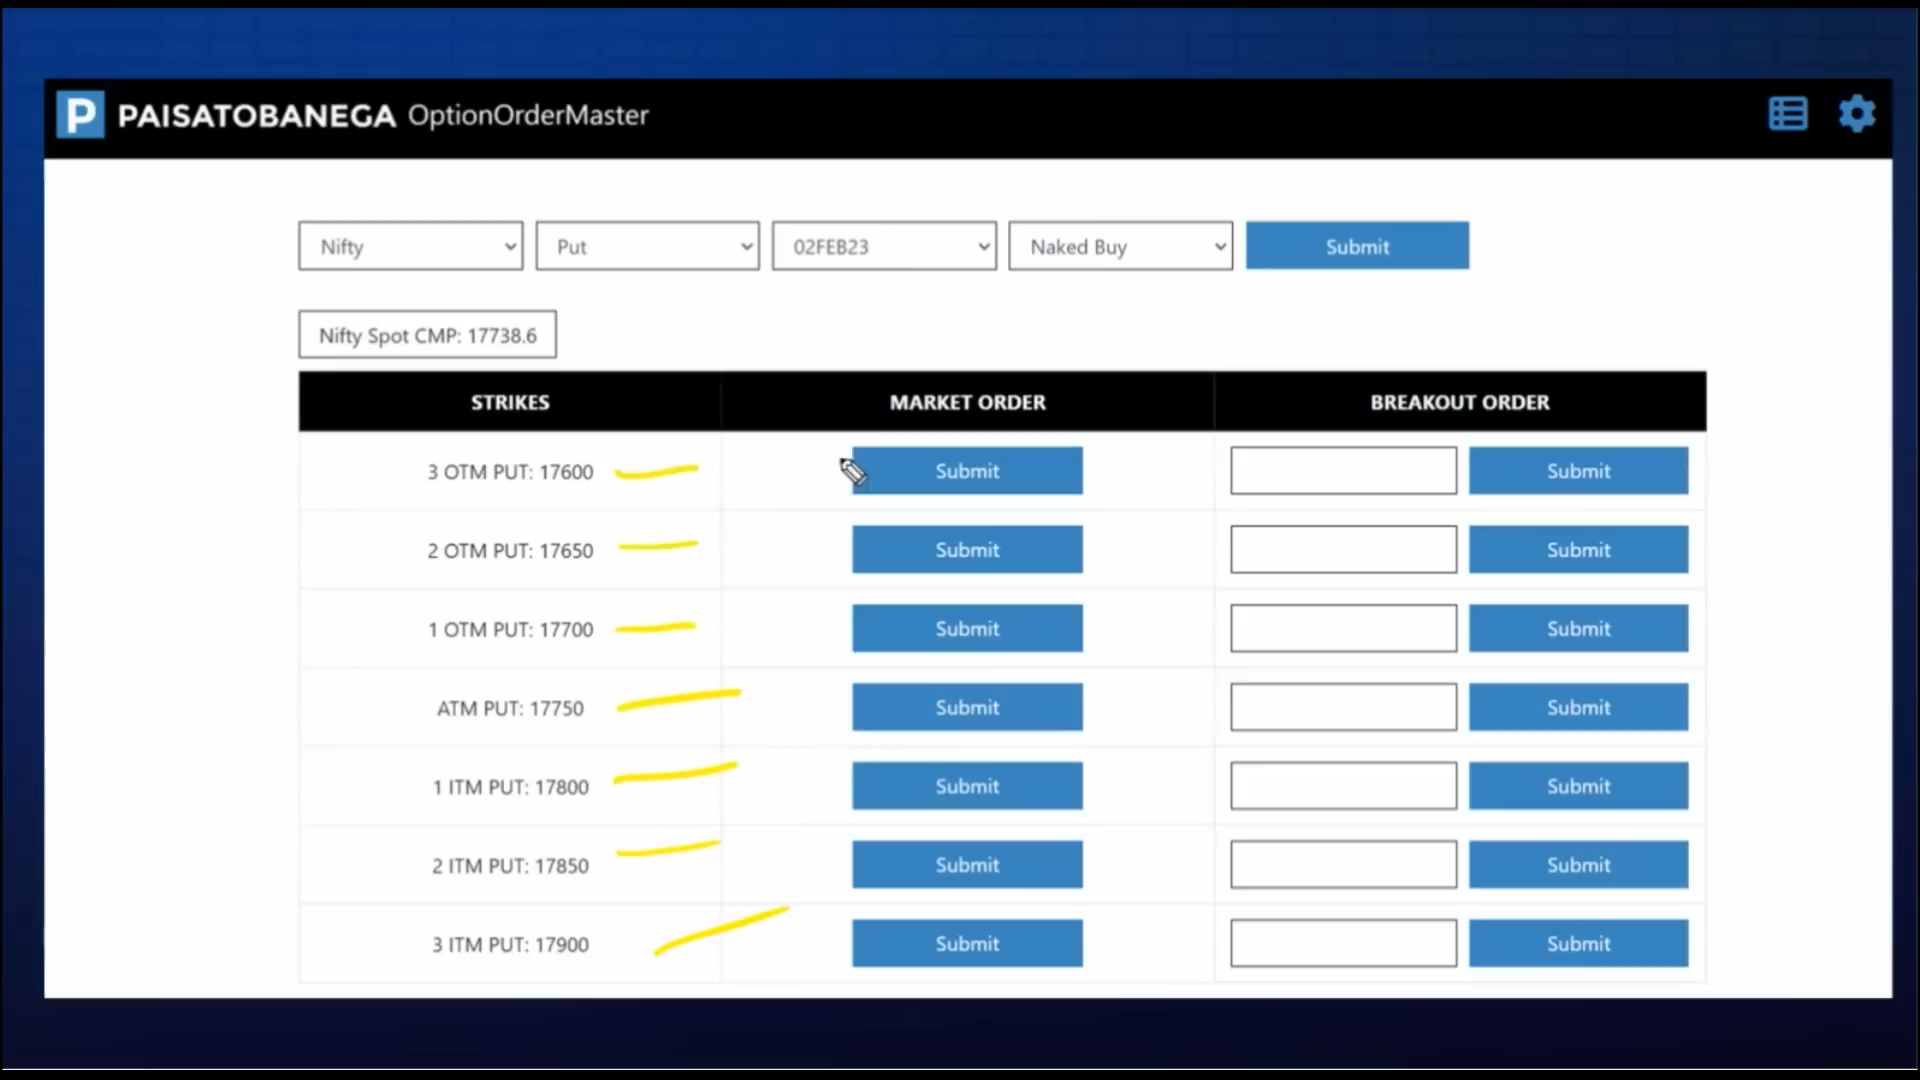 P PAISATOBANEGA OptionOrderMaster
Nifty Put 02FEB23 Naked Buy Submit
Nifty Spot CMP: 17738.6
STRIKES MARKET ORDER BREAKOUT ORDER
3 OTM PUT: 17600 Submit Submit
2 OTM PUT: 17650 Submit Submit
1 OTM PUT: 17700 Submit Submit
ATM PUT: 17750 Submit Submit
1 ITM PUT: 17800 Submit Submit
2 ITM PUT: 17850 Submit Submit
3 ITM PUT: 17900 Submit Submit